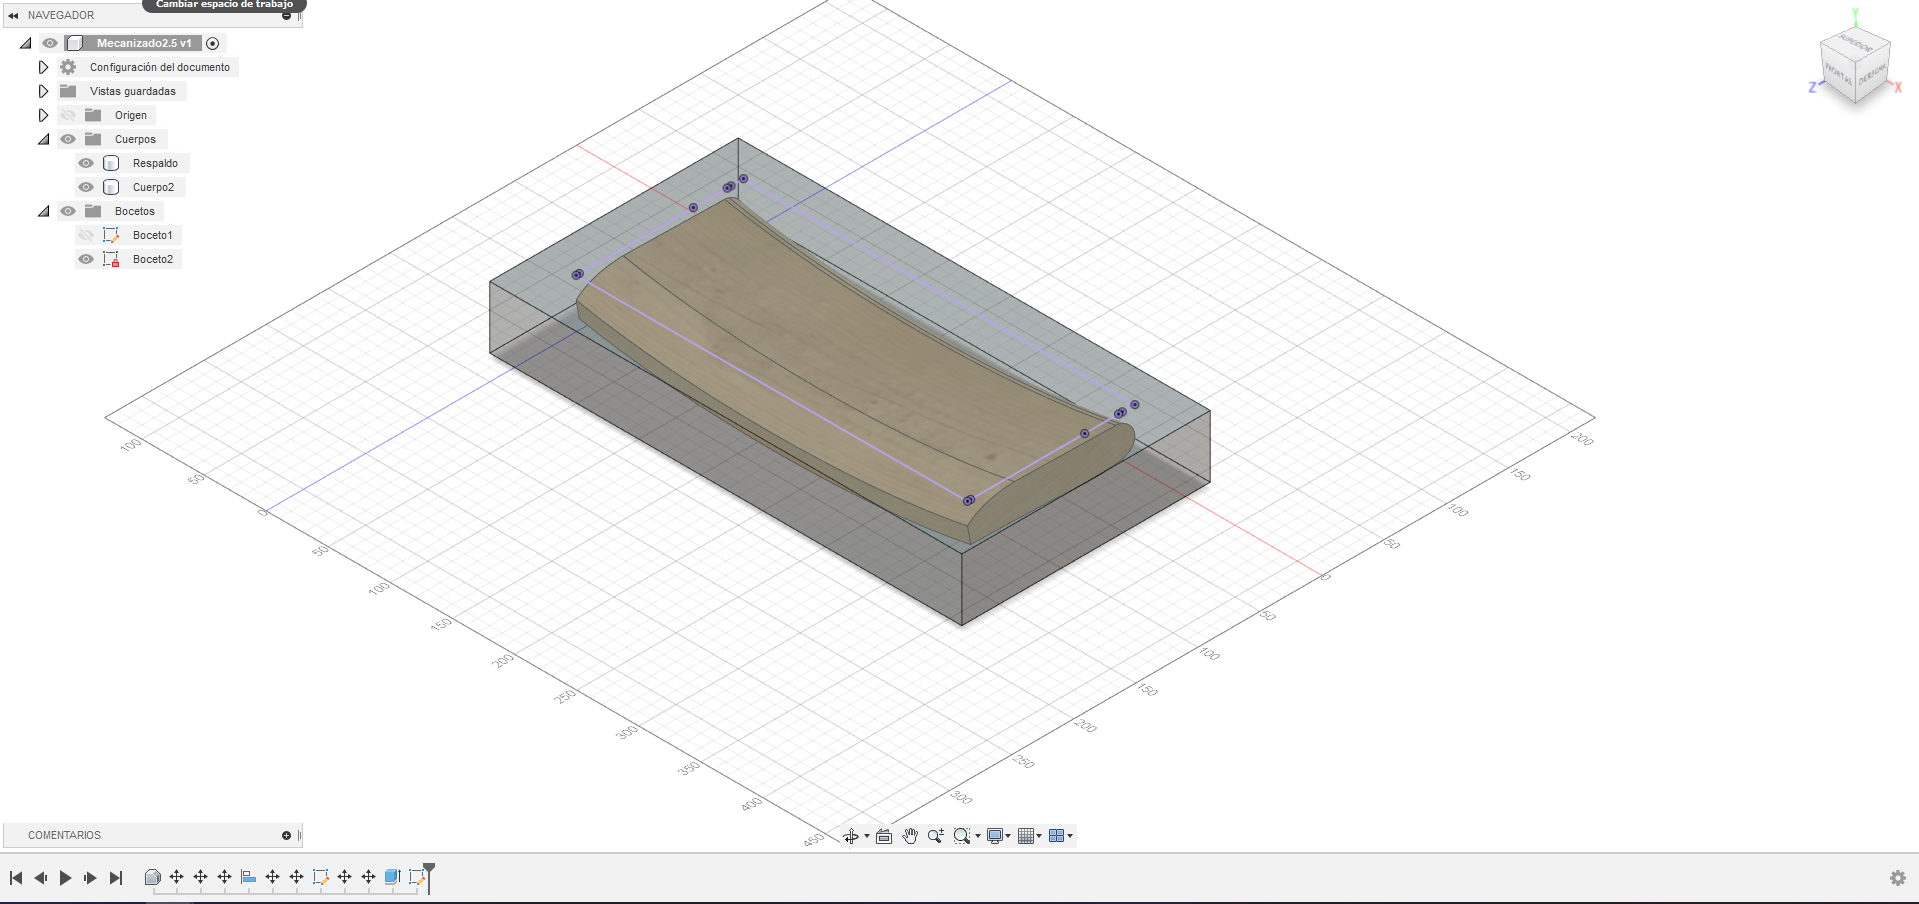 Cambiar espacio de trabajo
NAVEGADOR
Mecanizado2.5 v1
Configuración del documento
Vistas guardadas
Origen
Cuerpos
Respaldo
Cuerpo2
Bocetos
Boceto1
Boceto2
Y
SUPERIOR
FRONTAL
DERECHA
Z
X
100
50
0
50
100
150
200
250
300
350
400
450
200
150
100
50
0
50
100
150
200
250
300
COMENTARIOS